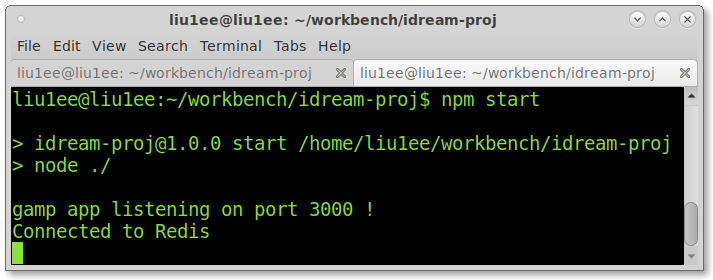 liu1ee@liu1ee: ~/workbench/idream-proj
File Edit View Search Terminal Tabs Help
liu1ee@liu1ee: ~/workbench/idream-proj liu1ee@liu1ee: ~/workbench/idream-proj
liu1ee@liu1ee:~/workbench/idream-proj$ npm start
> idream-proj@1.0.0 start /home/liu1ee/workbench/idream-proj
> node ./
gamp app listening on port 3000 !
Connected to Redis